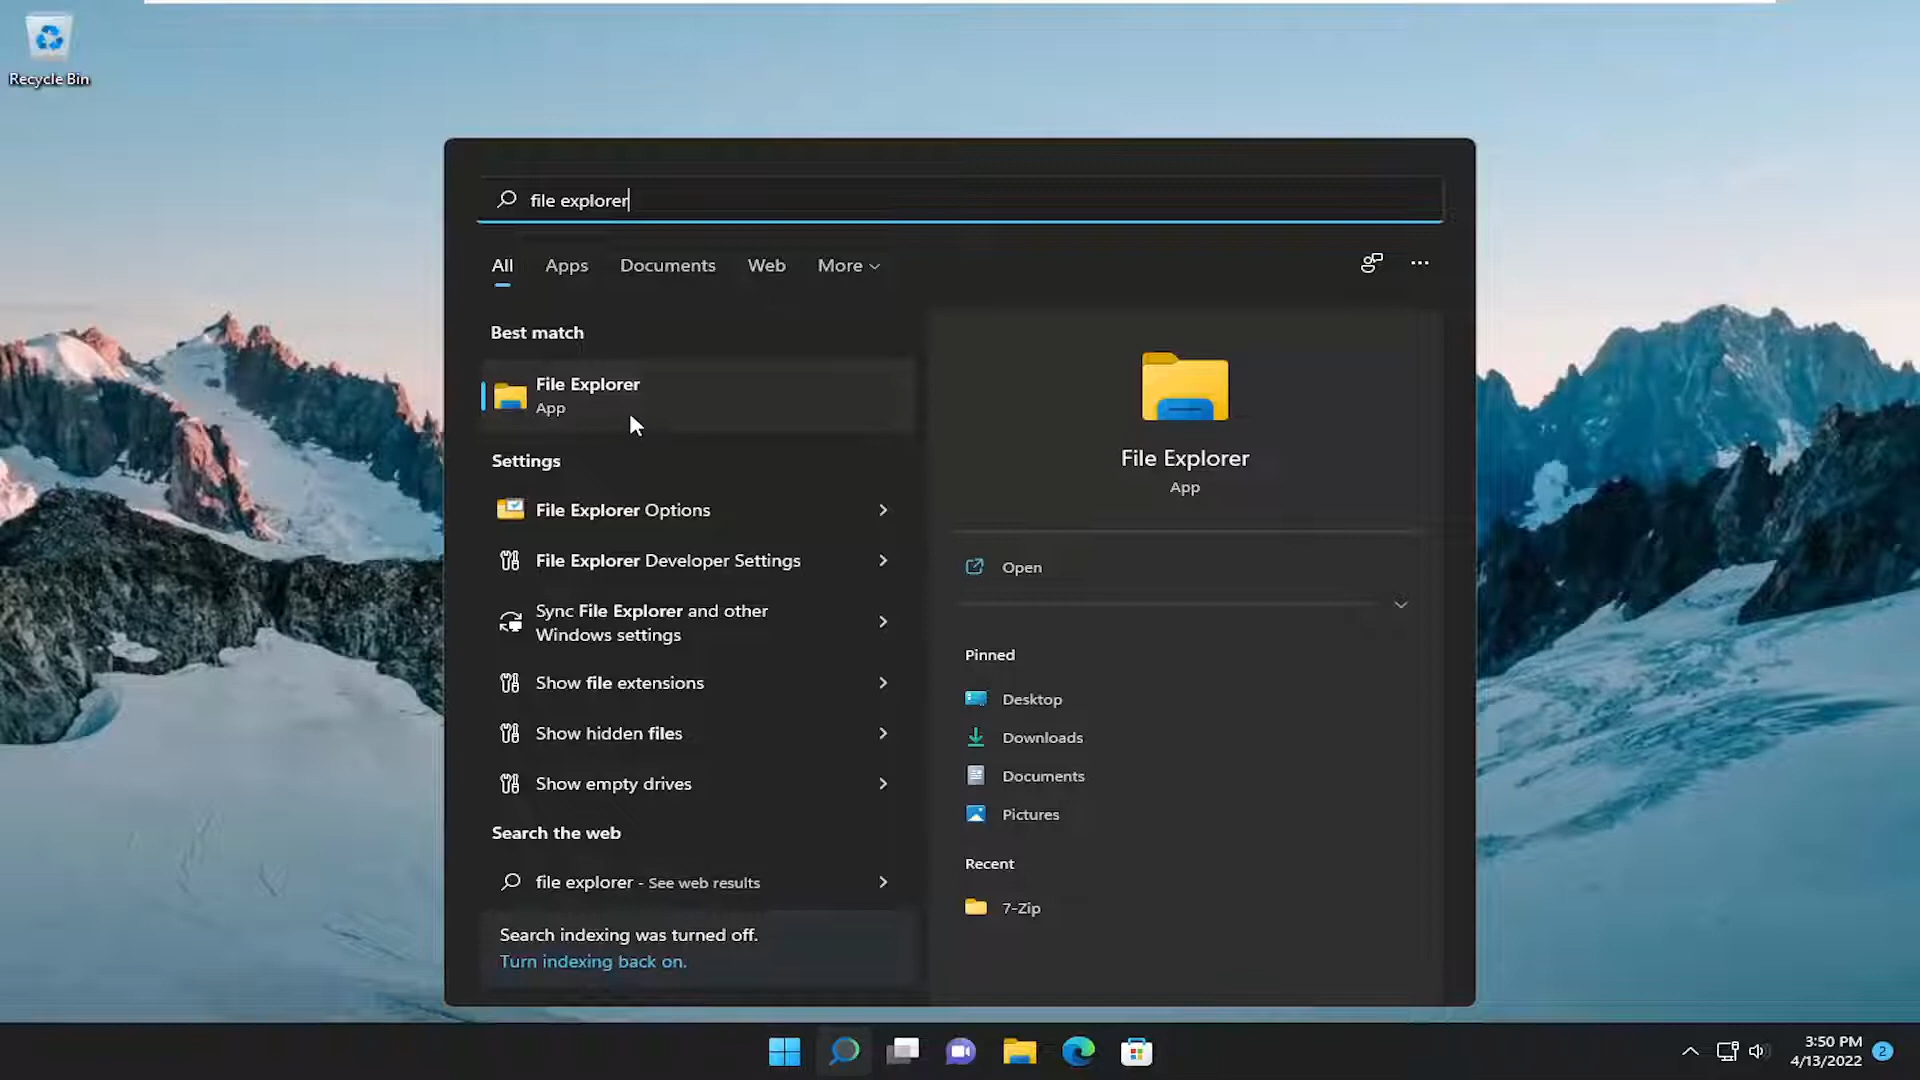 Recycle Bin
file explorer
All Apps Documents Web More
Best match
File Explorer
App
Settings
File Explorer Options
File Explorer Developer Settings
Sync File Explorer and other
Windows settings
Show file extensions
Show hidden files
Show empty drives
Search the web
file explorer - See web results
Search indexing was turned off.
Turn indexing back on.
File Explorer
App
Open
Pinned
Desktop
Downloads
Documents
Pictures
Recent
7-Zip
3:50 PM
4/13/2022
2